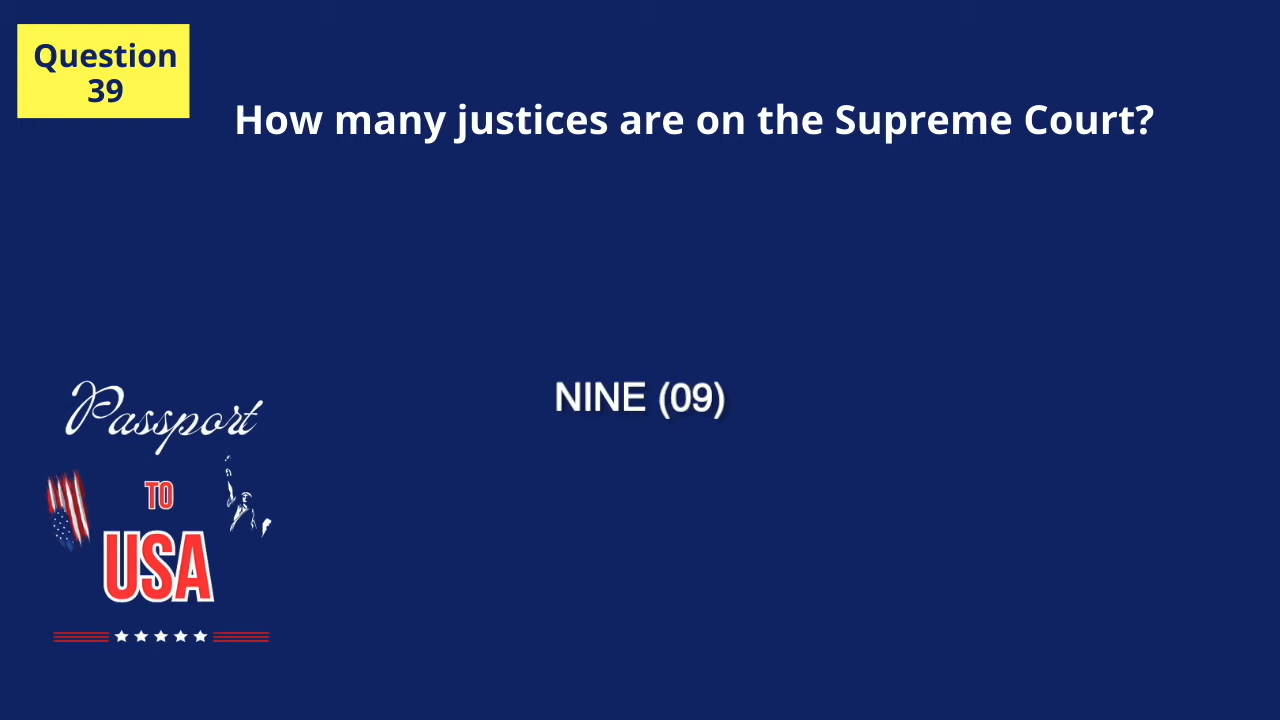 Question
39
How many justices are on the Supreme Court?
NINE (09)
Passport
TO
USA